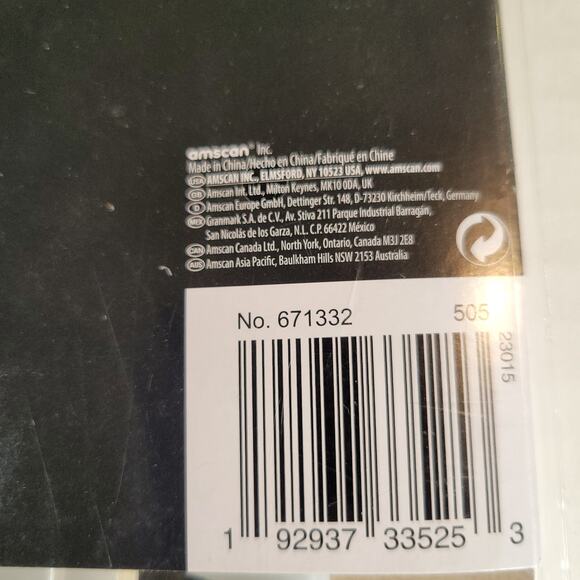 amscan® Inc.
Made in China/Hecho en China/Fabriqué en Chine
USA AMSCAN INC., ELMSFORD, NY 10523 USA, www.amscan.com
GB Amscan Int. Ltd., Milton Keynes, MK10 0DA, UK
D Amscan Europe GmbH, Dettinger Str. 148, D-73230 Kirchheim/Teck, Germany
MEX Granmark S.A. de C.V., Av. Stiva 211 Parque Industrial Barragán,
San Nicolás de los Garza, N.L. C.P. 66422 México
CAN Amscan Canada Ltd., North York, Ontario, Canada M3J 2E8
AUS Amscan Asia Pacific, Baulkham Hills NSW 2153 Australia
No. 671332 505
23015
1 92937 33525 3